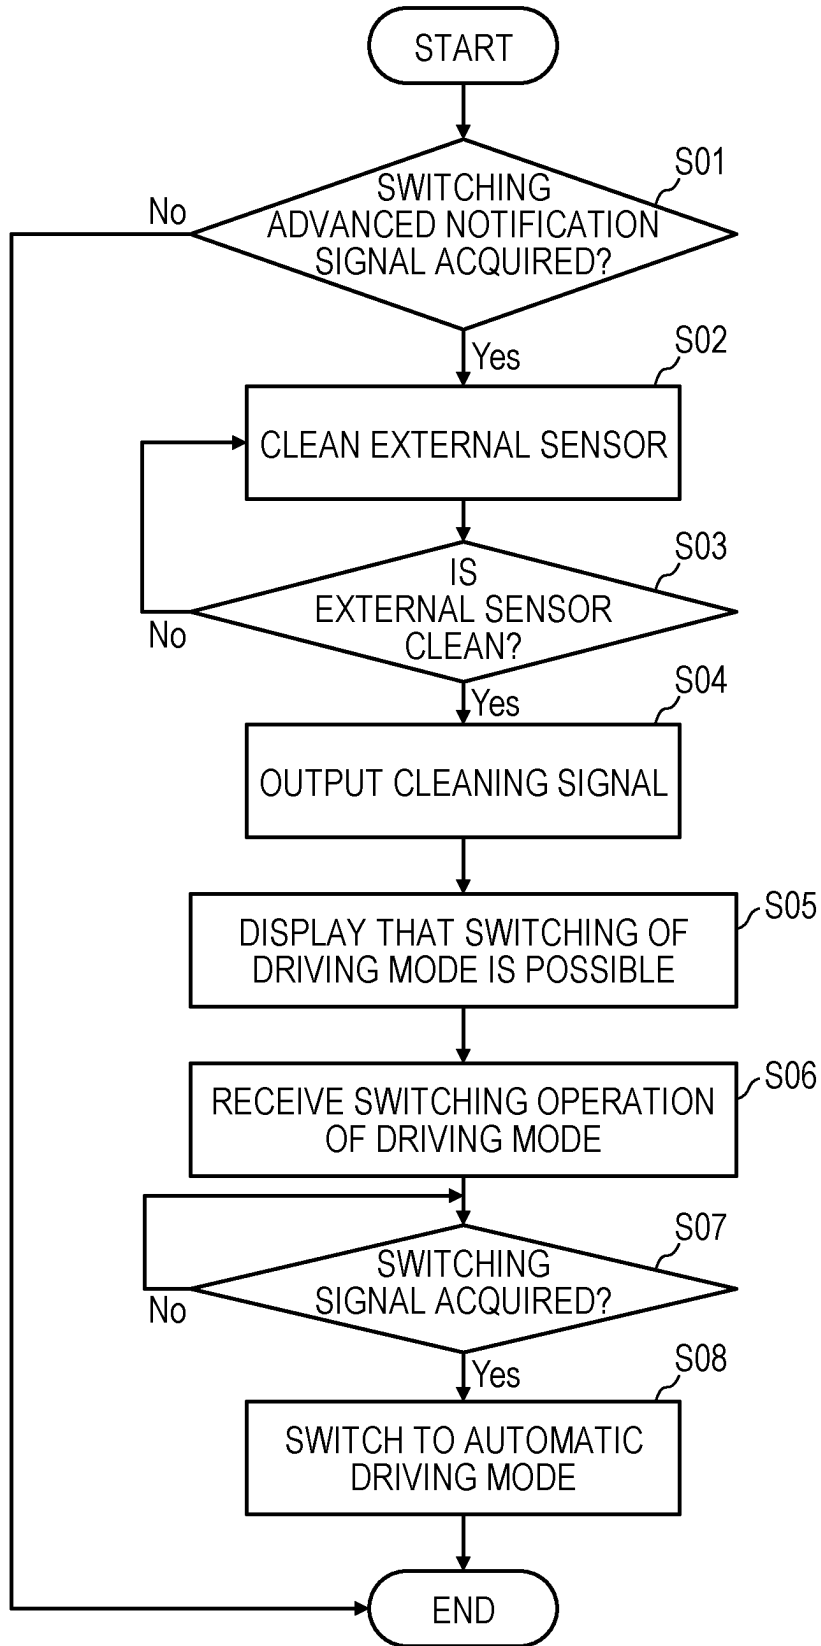 START
S01
SWITCHING
ADVANCED NOTIFICATION
SIGNAL ACQUIRED?
No
Yes
S02
CLEAN EXTERNAL SENSOR
S03
IS
EXTERNAL SENSOR
CLEAN?
No
Yes
S04
OUTPUT CLEANING SIGNAL
S05
DISPLAY THAT SWITCHING OF
DRIVING MODE IS POSSIBLE
S06
RECEIVE SWITCHING OPERATION
OF DRIVING MODE
S07
SWITCHING
SIGNAL ACQUIRED?
No
Yes
S08
SWITCH TO AUTOMATIC
DRIVING MODE
END